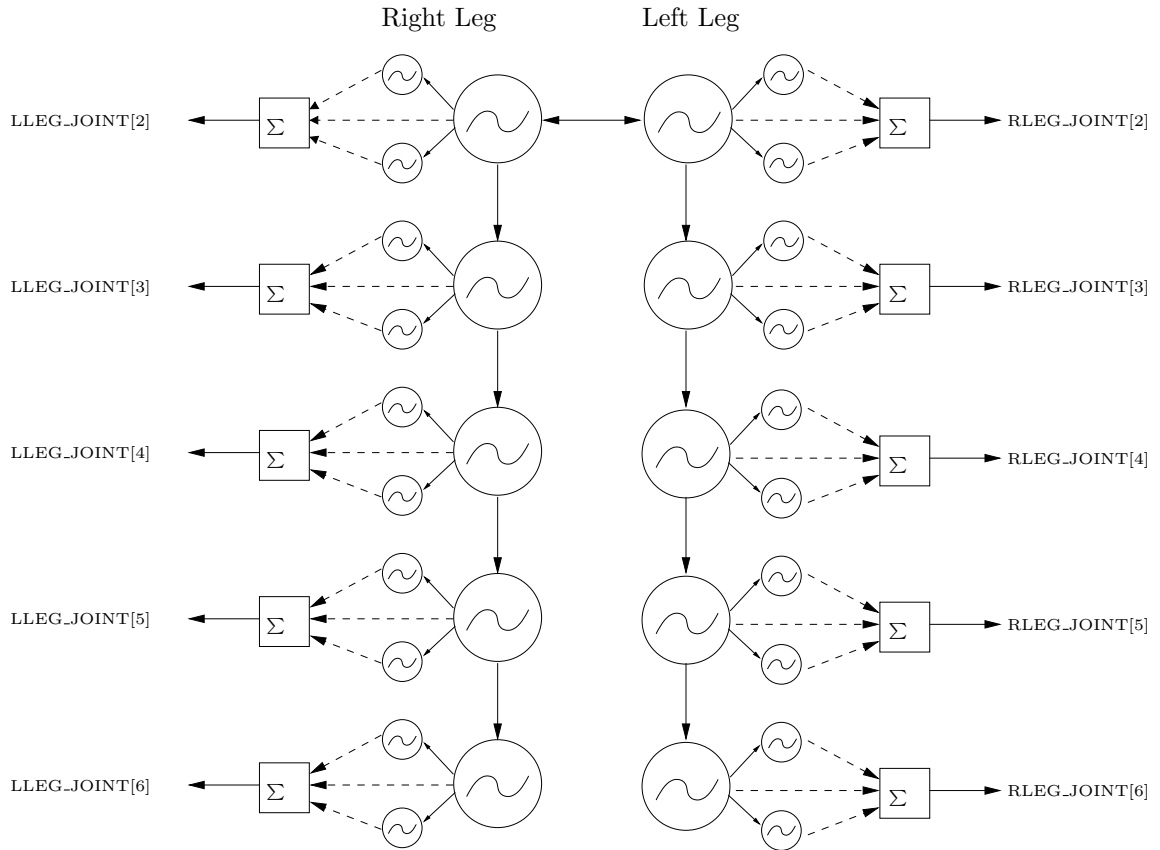 Right Leg Left Leg
LLEG_JOINT[2] Σ Σ RLEG_JOINT[2]
LLEG_JOINT[3] Σ Σ RLEG_JOINT[3]
LLEG_JOINT[4] Σ Σ RLEG_JOINT[4]
LLEG_JOINT[5] Σ Σ RLEG_JOINT[5]
LLEG_JOINT[6] Σ Σ RLEG_JOINT[6]